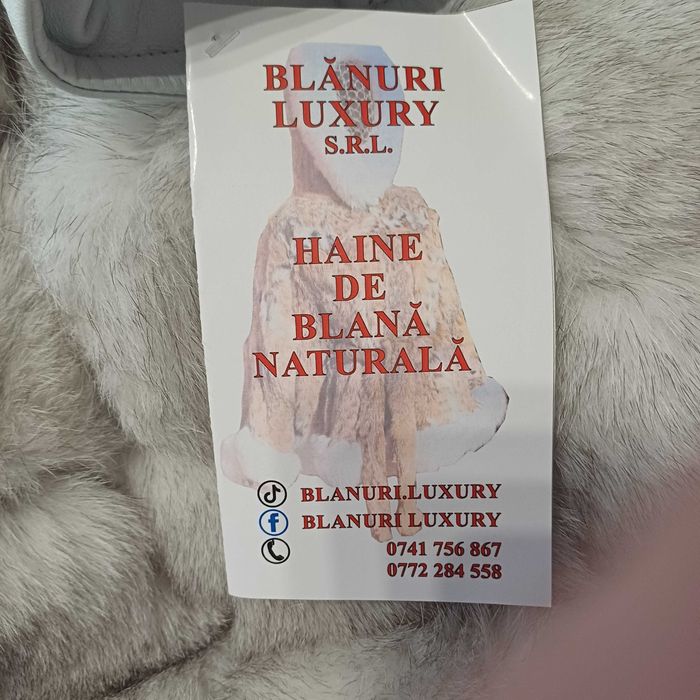 BLĂNURI
LUXURY
S.R.L.
HAINE
DE
BLANĂ
NATURALĂ
BLANURI.LUXURY
BLANURI LUXURY
0741 756 867
0772 284 558